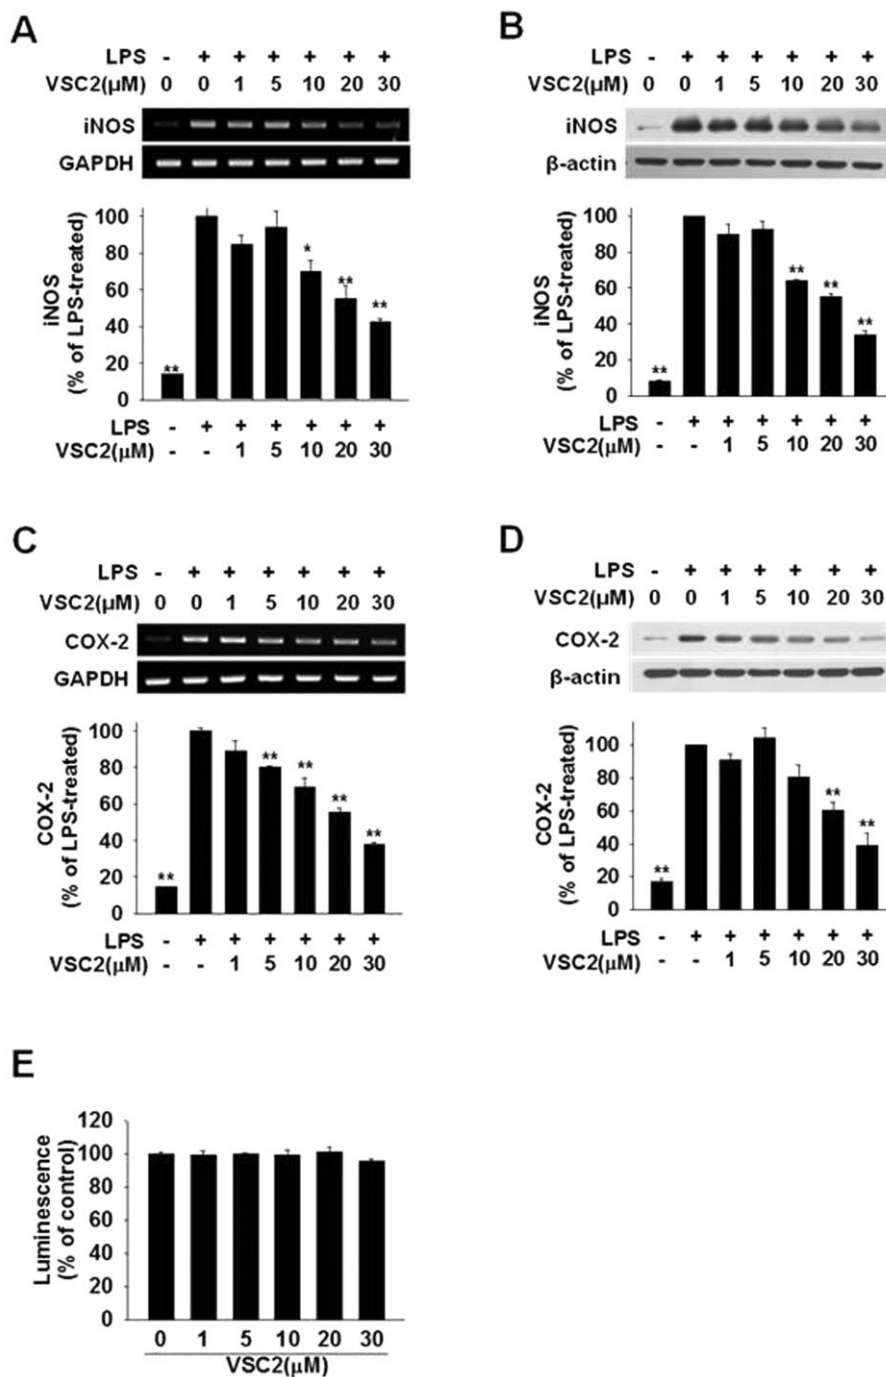 A
LPS - + + + + + +
VSC2(µM) 0 0 1 5 10 20 30
iNOS
GAPDH
iNOS
(% of LPS-treated)
100
80
60
40
20
0
** * ** **
LPS - + + + + + +
VSC2(µM) - - 1 5 10 20 30
B
LPS - + + + + + +
VSC2(µM) 0 0 1 5 10 20 30
iNOS
β-actin
iNOS
(% of LPS-treated)
100
80
60
40
20
0
** ** ** **
LPS - + + + + + +
VSC2(µM) - - 1 5 10 20 30
C
LPS - + + + + + +
VSC2(µM) 0 0 1 5 10 20 30
COX-2
GAPDH
COX-2
(% of LPS-treated)
100
80
60
40
20
0
** ** ** ** **
LPS - + + + + + +
VSC2(µM) - - 1 5 10 20 30
D
LPS - + + + + + +
VSC2(µM) 0 0 1 5 10 20 30
COX-2
β-actin
COX-2
(% of LPS-treated)
100
80
60
40
20
0
** ** **
LPS - + + + + + +
VSC2(µM) - - 1 5 10 20 30
E
Luminescence
(% of control)
120
100
80
60
40
20
0
0 1 5 10 20 30
VSC2(µM)